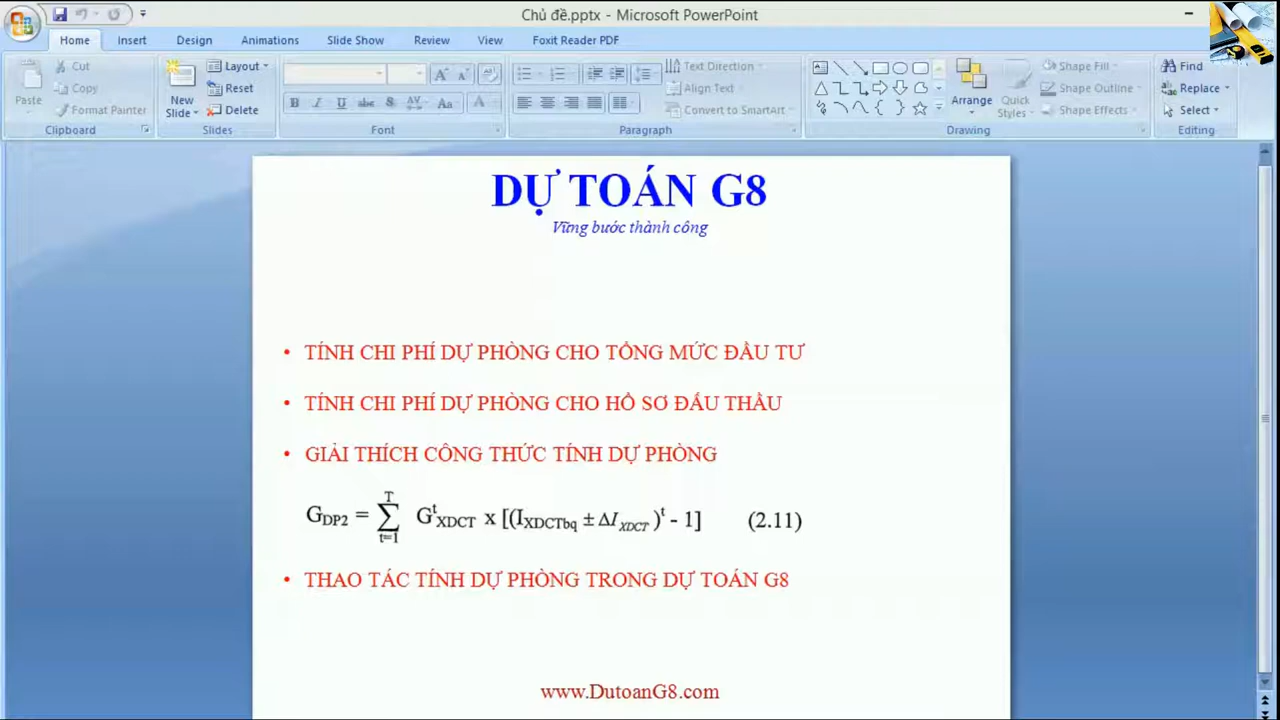 Chủ đề.pptx - Microsoft PowerPoint
Home Insert Design Animations Slide Show Review View Foxit Reader PDF
Cut Layout Text Direction Shape Fill Find
Copy Reset Align Text Shape Outline Replace
Paste Format Painter New Slide Delete Convert to SmartArt Arrange Quick Styles Shape Effects Select
Clipboard Slides Font Paragraph Drawing Editing
DỰ TOÁN G8
Vững bước thành công
• TÍNH CHI PHÍ DỰ PHÒNG CHO TỔNG MỨC ĐẦU TƯ
• TÍNH CHI PHÍ DỰ PHÒNG CHO HỒ SƠ ĐẤU THẦU
• GIẢI THÍCH CÔNG THỨC TÍNH DỰ PHÒNG
G_DP2 = ∑_{t=1}^{T} G^t_XDCT x [(I_XDCTbq ± ΔI_XDCT)^t - 1] (2.11)
• THAO TÁC TÍNH DỰ PHÒNG TRONG DỰ TOÁN G8
www.DutoanG8.com